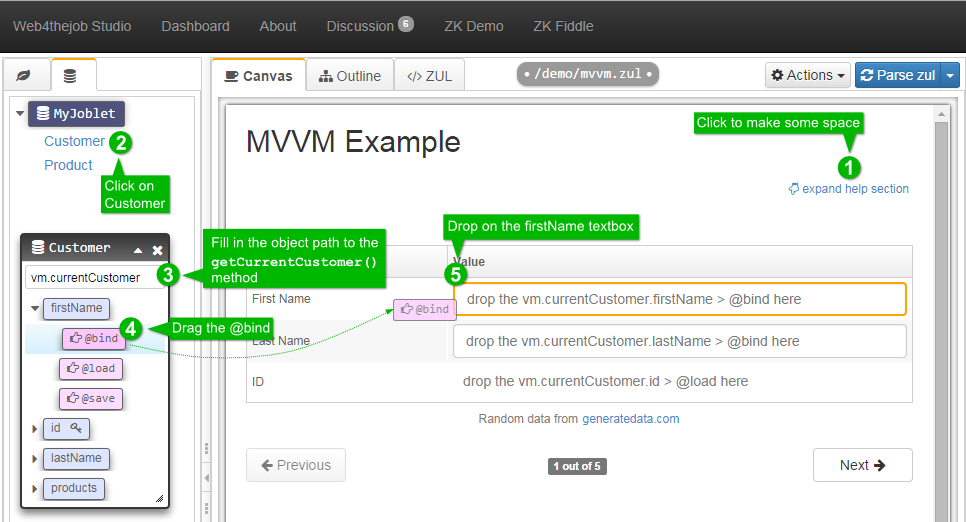 Web4thejob Studio Dashboard About Discussion 6 ZK Demo ZK Fiddle
Canvas Outline </> ZUL /demo/mvvm.zul Actions Parse zul
MyJoblet
Customer 2
Product
Click on
Customer
MVVM Example
Click to make some space
1
expand help section
Customer
vm.currentCustomer 3
Fill in the object path to the
getCurrentCustomer()
method
firstName
@bind 4
Drag the @bind
@load
@save
id
lastName
products
Drop on the firstName textbox
5
Value
First Name @bind drop the vm.currentCustomer.firstName > @bind here
Last Name drop the vm.currentCustomer.lastName > @bind here
ID drop the vm.currentCustomer.id > @load here
Random data from generatedata.com
Previous 1 out of 5 Next